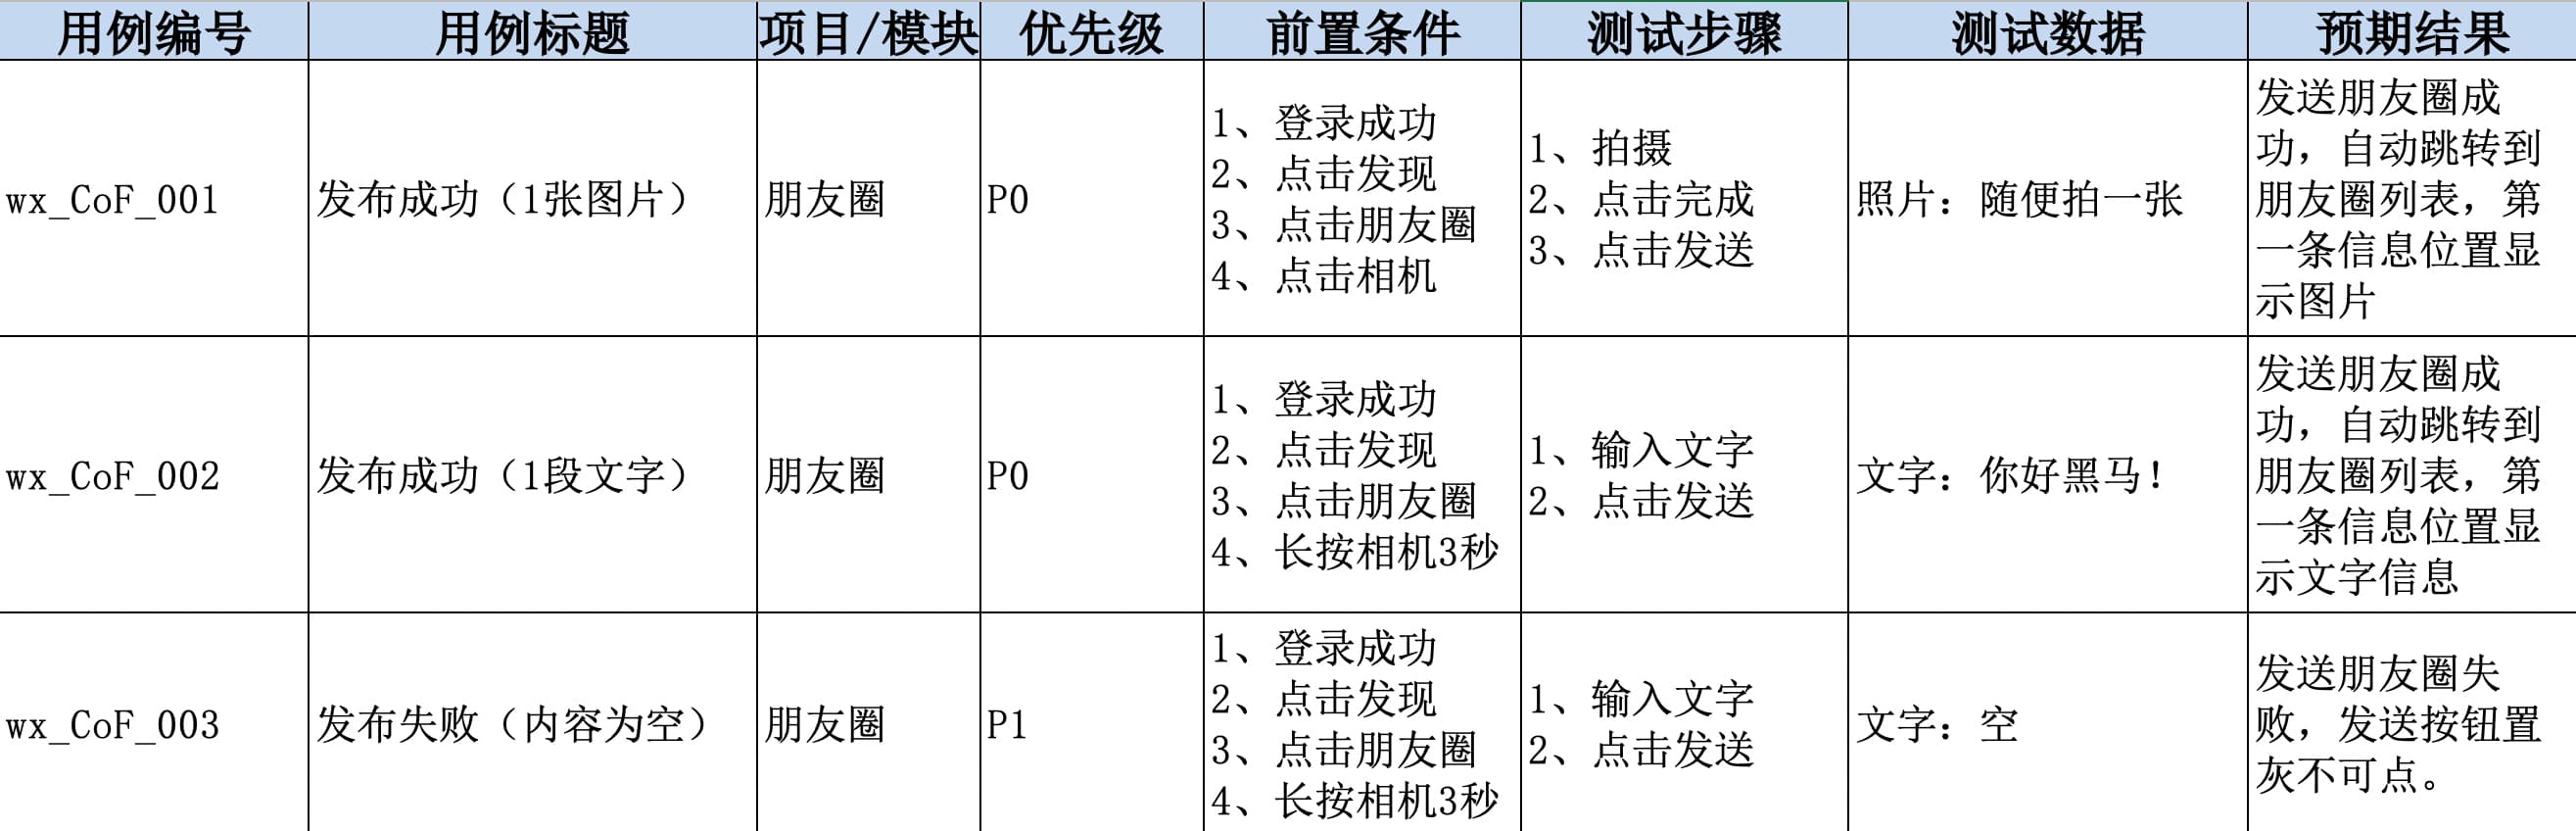 用例编号 用例标题 项目/模块 优先级 前置条件 测试步骤 测试数据 预期结果
wx_CoF_001
发布成功（1张图片）
朋友圈
P0
1、登录成功
2、点击发现
3、点击朋友圈
4、点击相机
1、拍摄
2、点击完成
3、点击发送
照片：随便拍一张
发送朋友圈成
功，自动跳转到
朋友圈列表，第
一条信息位置显
示图片
wx_CoF_002
发布成功（1段文字）
朋友圈
P0
1、登录成功
2、点击发现
3、点击朋友圈
4、长按相机3秒
1、输入文字
2、点击发送
文字：你好黑马！
发送朋友圈成
功，自动跳转到
朋友圈列表，第
一条信息位置显
示文字信息
wx_CoF_003
发布失败（内容为空）
朋友圈
P1
1、登录成功
2、点击发现
3、点击朋友圈
4、长按相机3秒
1、输入文字
2、点击发送
文字：空
发送朋友圈失
败，发送按钮置
灰不可点。